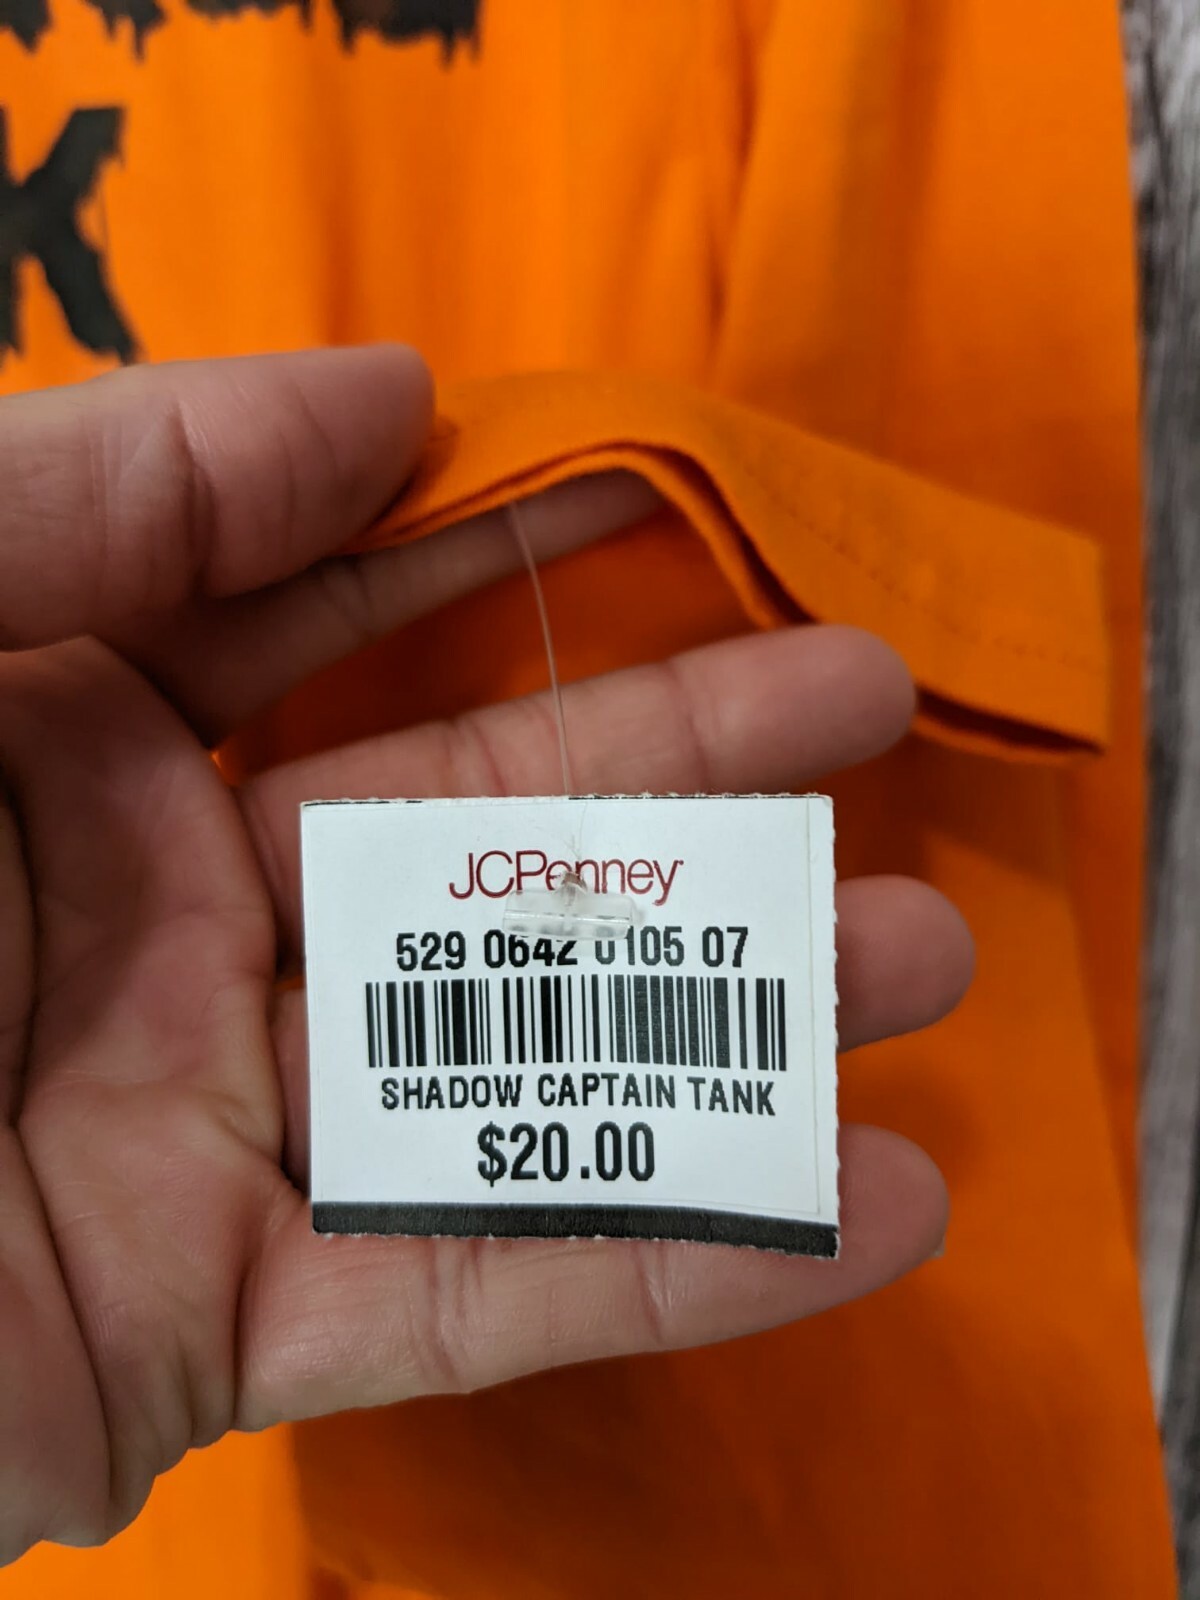 K
JCPenney
529 0642 0105 07
SHADOW CAPTAIN TANK
$20.00